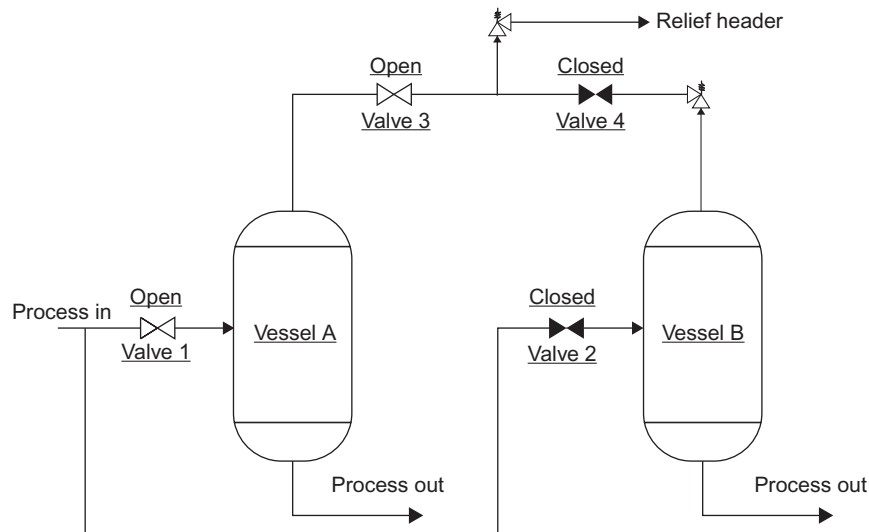 Relief header
Open
Valve 3
Closed
Valve 4
Process in
Open
Valve 1
Vessel A
Closed
Valve 2
Vessel B
Process out
Process out